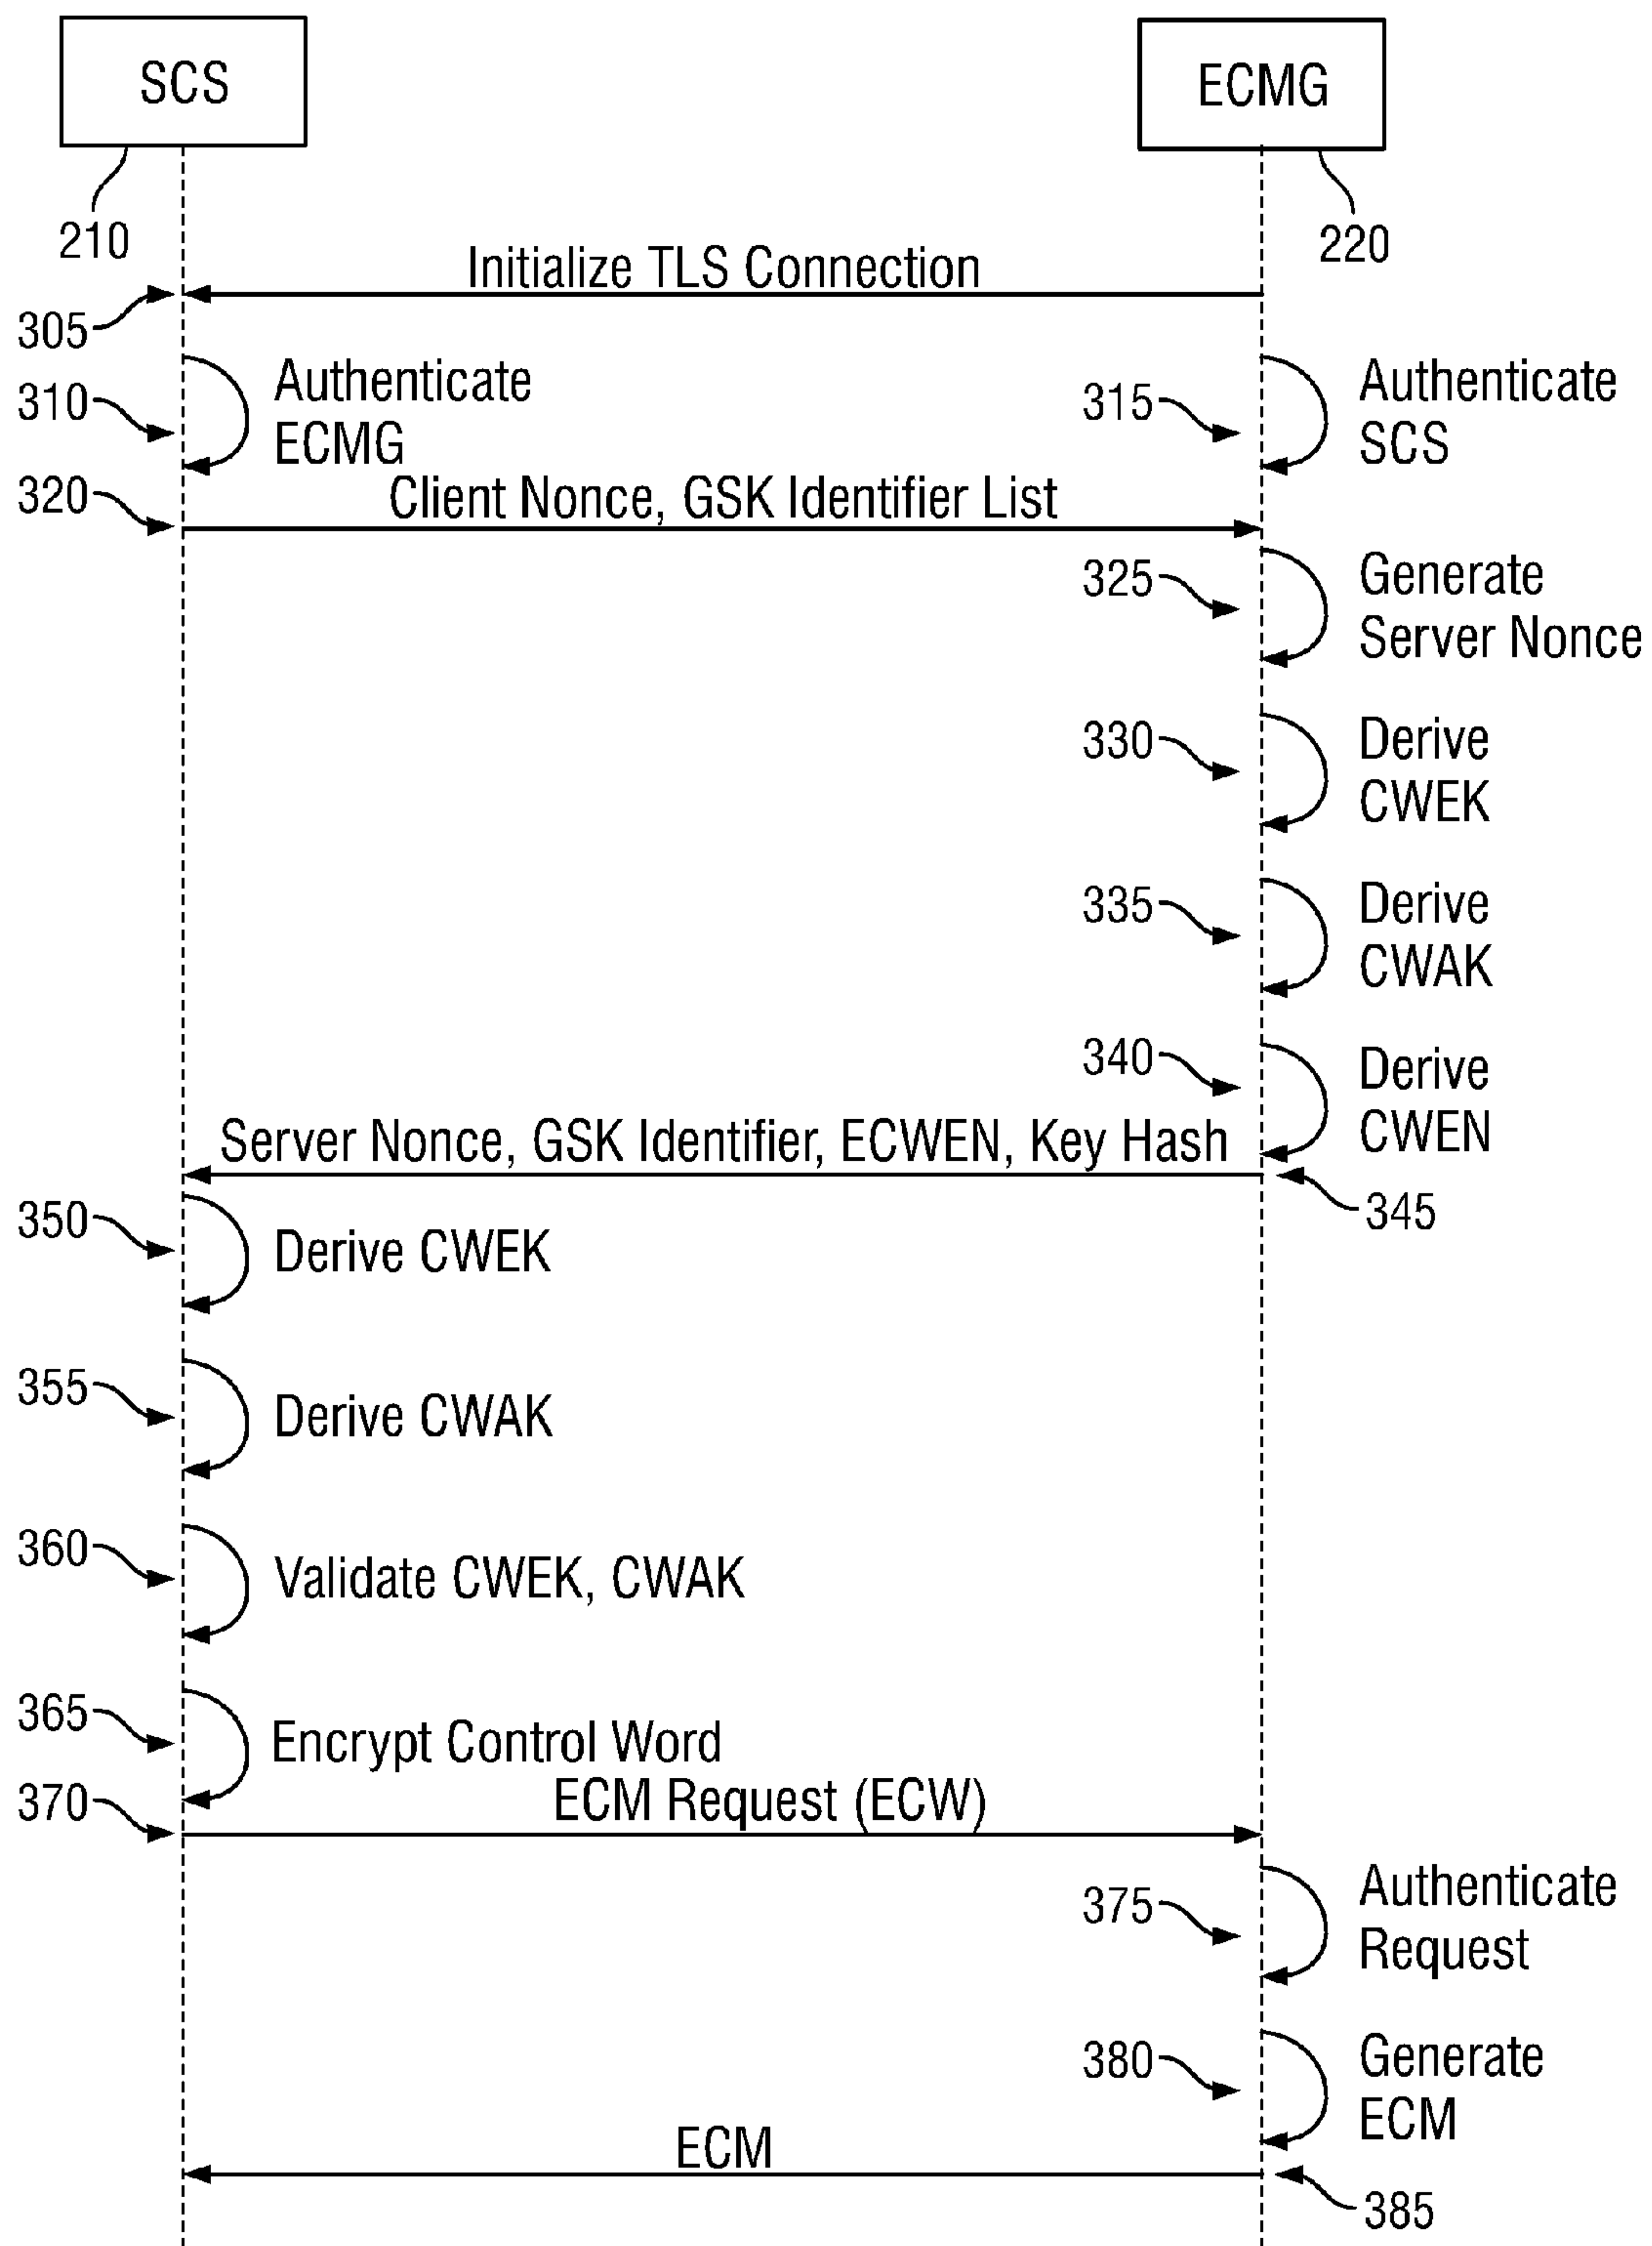 SCS
ECMG
210
220
Initialize TLS Connection
305
310
Authenticate
ECMG
315
Authenticate
SCS
320
Client Nonce, GSK Identifier List
325
Generate
Server Nonce
330
Derive
CWEK
335
Derive
CWAK
340
Derive
CWEN
Server Nonce, GSK Identifier, ECWEN, Key Hash
345
350
Derive CWEK
355
Derive CWAK
360
Validate CWEK, CWAK
365
Encrypt Control Word
370
ECM Request (ECW)
375
Authenticate
Request
380
Generate
ECM
ECM
385